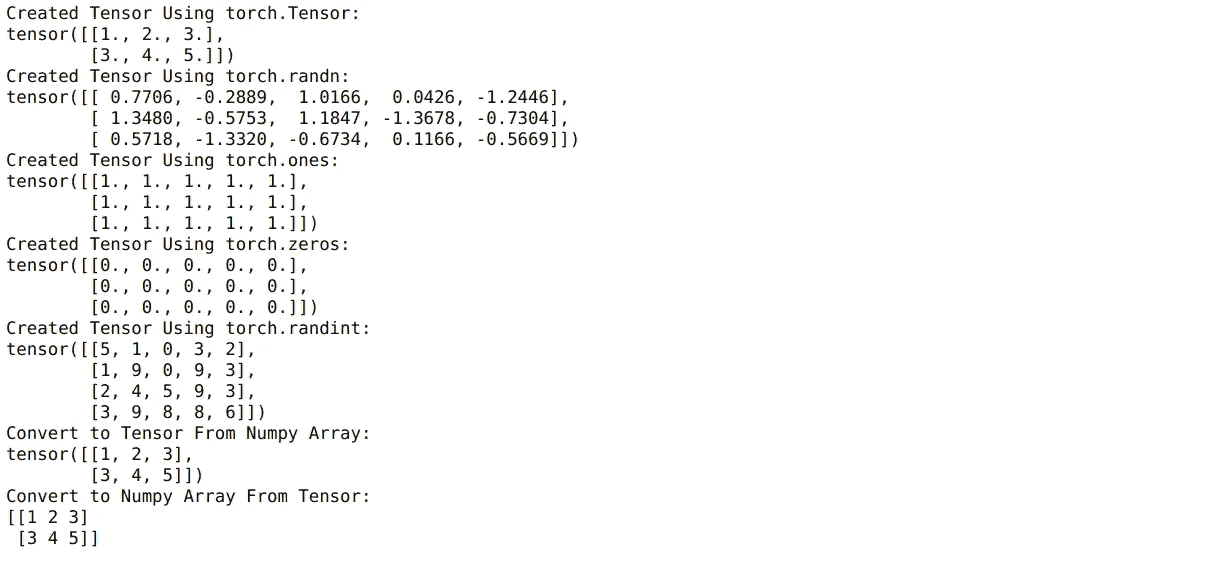 Created Tensor Using torch.Tensor:
tensor([[1., 2., 3.],
        [3., 4., 5.]])
Created Tensor Using torch.randn:
tensor([[ 0.7706, -0.2889,  1.0166,  0.0426, -1.2446],
        [ 1.3480, -0.5753,  1.1847, -1.3678, -0.7304],
        [ 0.5718, -1.3320, -0.6734,  0.1166, -0.5669]])
Created Tensor Using torch.ones:
tensor([[1., 1., 1., 1., 1.],
        [1., 1., 1., 1., 1.],
        [1., 1., 1., 1., 1.]])
Created Tensor Using torch.zeros:
tensor([[0., 0., 0., 0., 0.],
        [0., 0., 0., 0., 0.],
        [0., 0., 0., 0., 0.]])
Created Tensor Using torch.randint:
tensor([[5, 1, 0, 3, 2],
        [1, 9, 0, 9, 3],
        [2, 4, 5, 9, 3],
        [3, 9, 8, 8, 6]])
Convert to Tensor From Numpy Array:
tensor([[1, 2, 3],
        [3, 4, 5]])
Convert to Numpy Array From Tensor:
[[1 2 3]
 [3 4 5]]